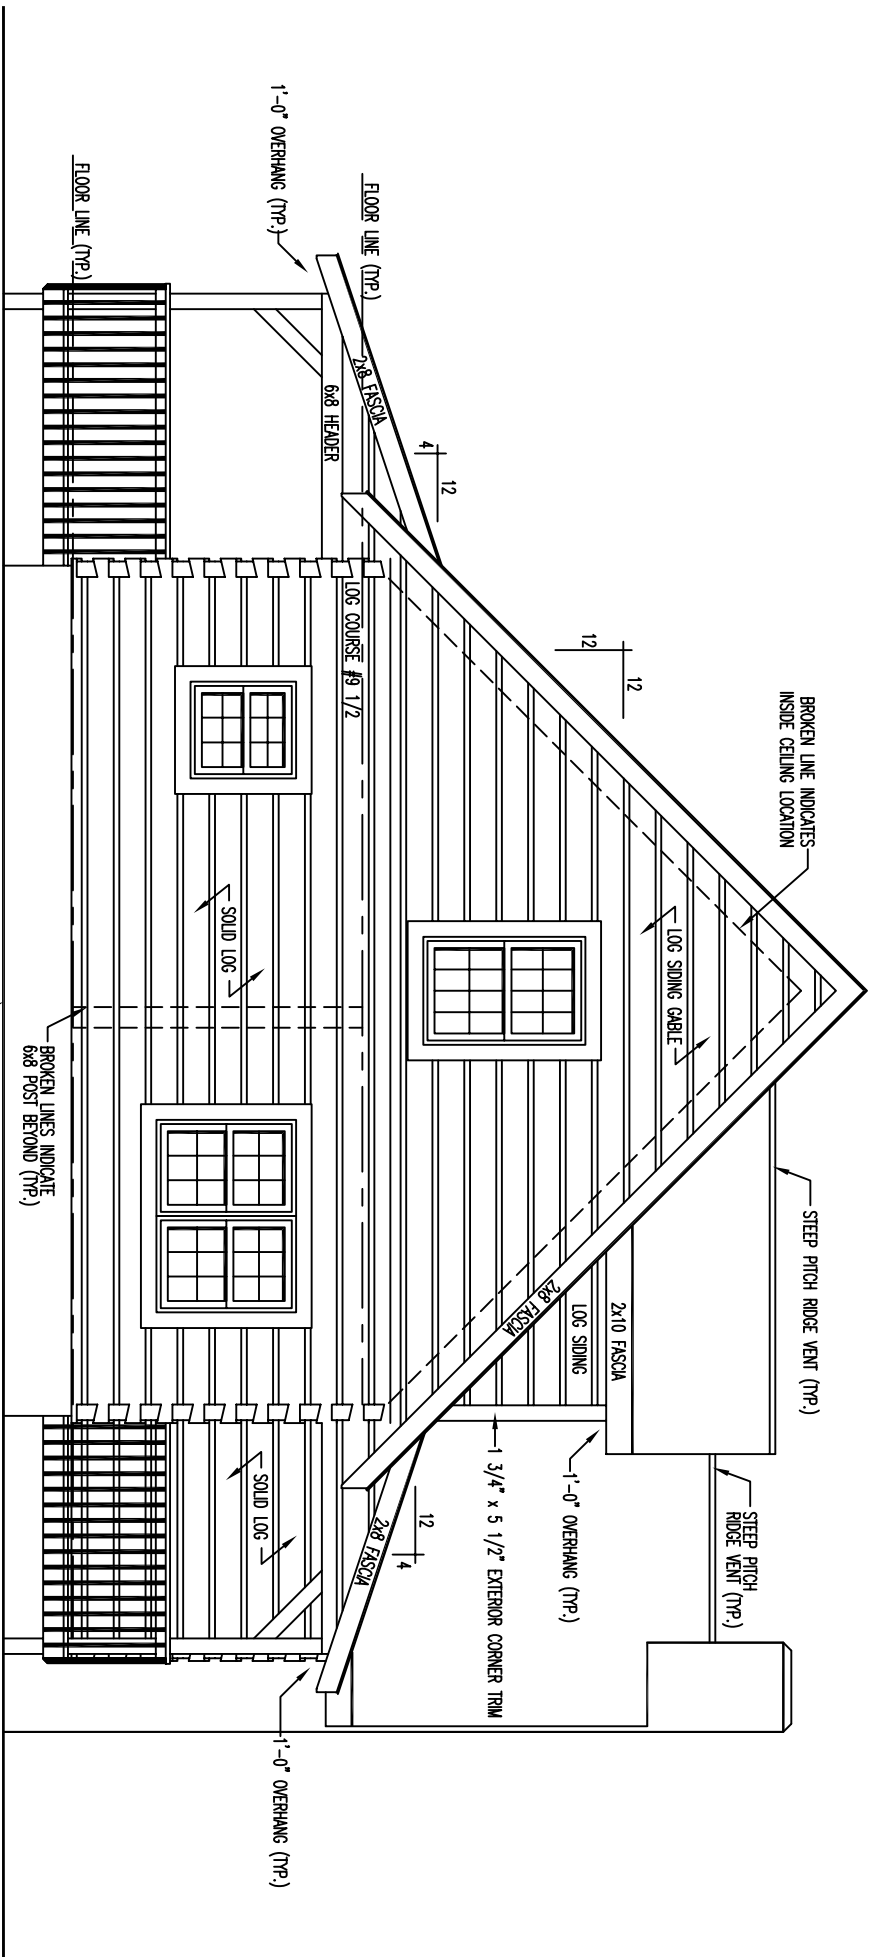 BROKEN LINE INDICATES
INSIDE CEILING LOCATION
STEEP PITCH RIDGE VENT (TYP.)
STEEP PITCH
RIDGE VENT (TYP.)
12
12
LOG SIDING GABLE
2x10 FASCIA
LOG SIDING
1'-0" OVERHANG (TYP.)
2x8 FASCIA
1 3/4" x 5 1/2" EXTERIOR CORNER TRIM
12
4
12
4
FLOOR LINE (TYP.)
2x8 FASCIA
2x8 FASCIA
6x8 HEADER
LOG COURSE #9 1/2
1'-0" OVERHANG (TYP.)
1'-0" OVERHANG (TYP.)
SOLID LOG
SOLID LOG
FLOOR LINE (TYP.)
BROKEN LINES INDICATE
6x8 POST BEYOND (TYP.)